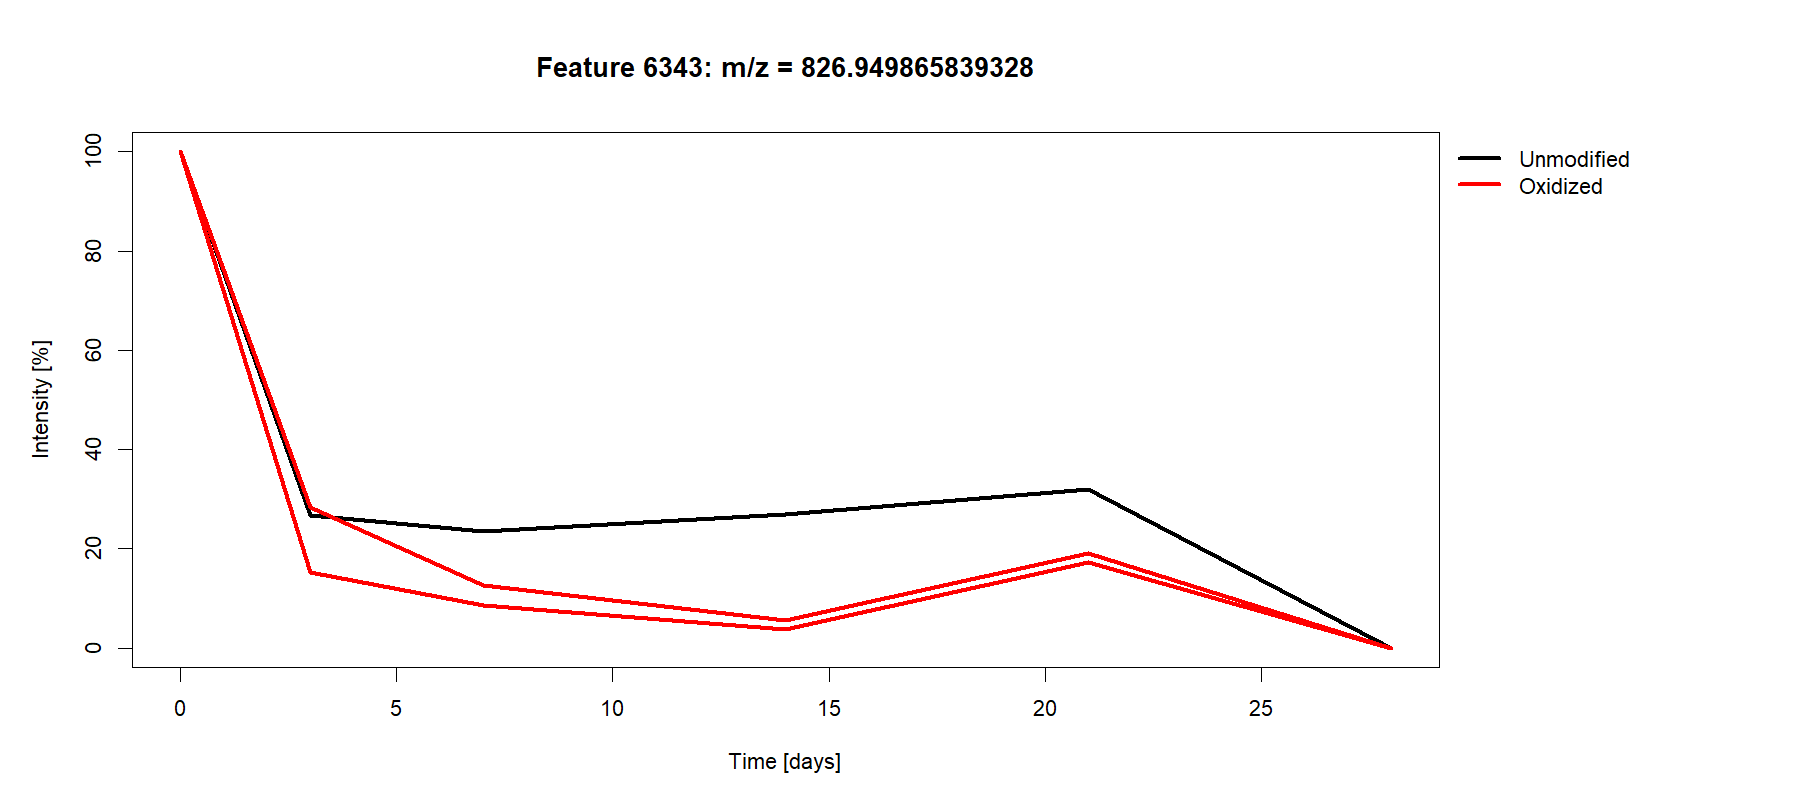 Feature 6343: m/z = 826.949865839328
Unmodified
Oxidized
Intensity [%]
100
80
60
40
20
0
0 5 10 15 20 25
Time [days]